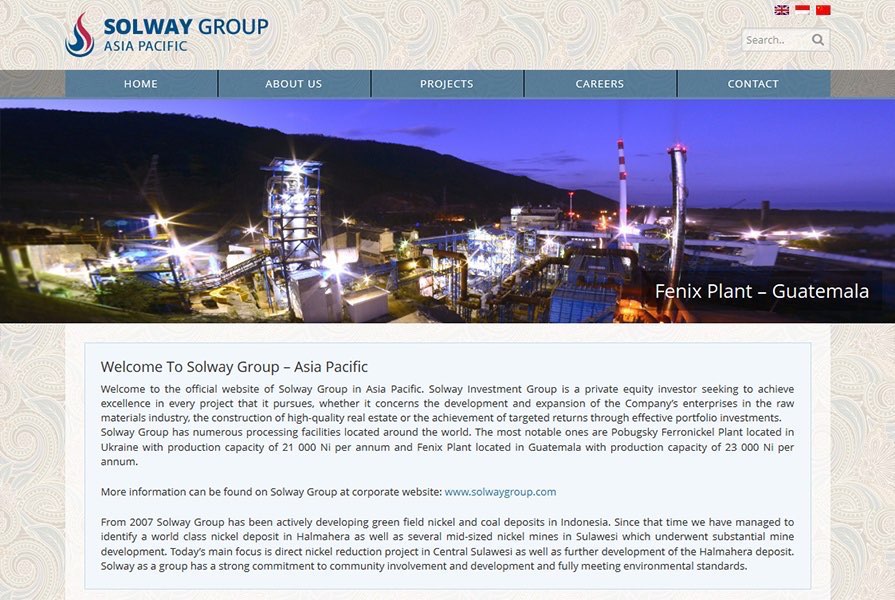 SOLWAY GROUP
ASIA PACIFIC
Search..
HOME
ABOUT US
PROJECTS
CAREERS
CONTACT
Fenix Plant – Guatemala
Welcome To Solway Group – Asia Pacific
Welcome to the official website of Solway Group in Asia Pacific. Solway Investment Group is a private equity investor seeking to achieve
excellence in every project that it pursues, whether it concerns the development and expansion of the Company's enterprises in the raw
materials industry, the construction of high-quality real estate or the achievement of targeted returns through effective portfolio investments.
Solway Group has numerous processing facilities located around the world. The most notable ones are Pobugsky Ferronickel Plant located in
Ukraine with production capacity of 21 000 Ni per annum and Fenix Plant located in Guatemala with production capacity of 23 000 Ni per
annum.
More information can be found on Solway Group at corporate website: www.solwaygroup.com
From 2007 Solway Group has been actively developing green field nickel and coal deposits in Indonesia. Since that time we have managed to
identify a world class nickel deposit in Halmahera as well as several mid-sized nickel mines in Sulawesi which underwent substantial mine
development. Today's main focus is direct nickel reduction project in Central Sulawesi as well as further development of the Halmahera deposit.
Solway as a group has a strong commitment to community involvement and development and fully meeting environmental standards.